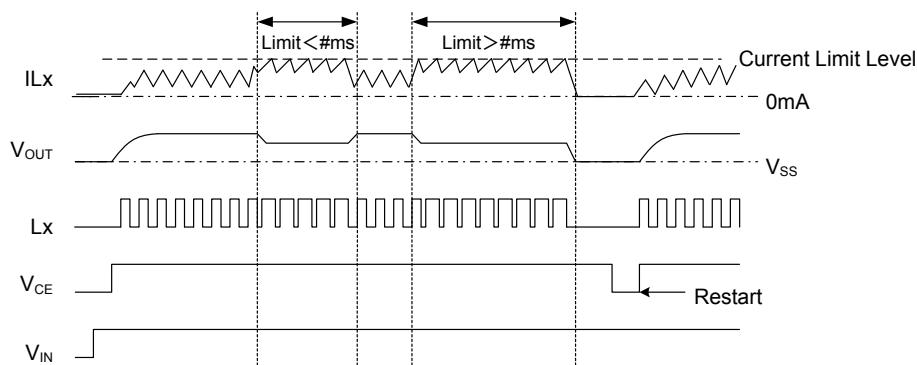 Limit＜#ms
Limit＞#ms
Current Limit Level
ILx
0mA
VOUT
VSS
Lx
VCE
Restart
VIN